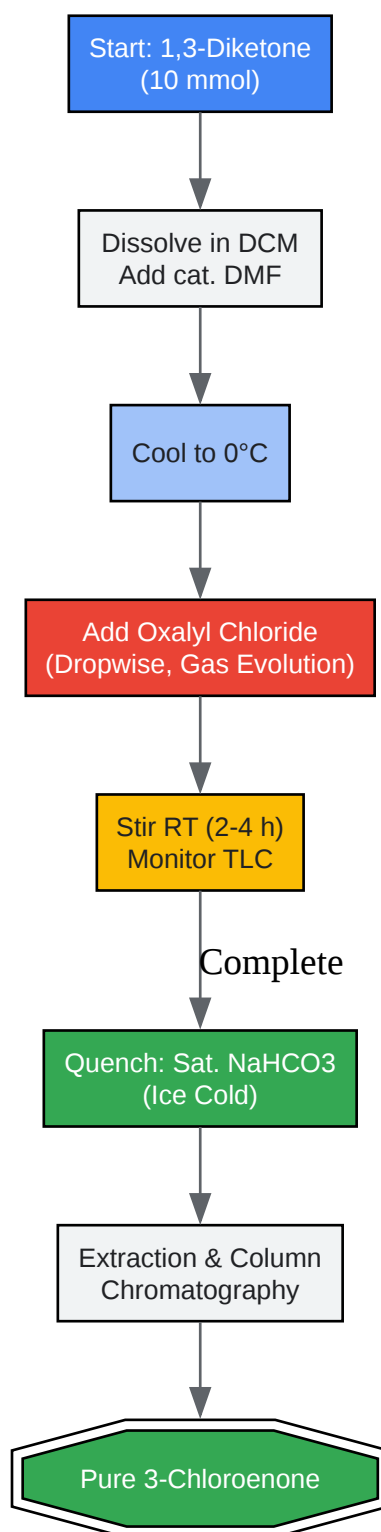 Start: 1,3-Diketone
(10 mmol)
Dissolve in DCM
Add cat. DMF
Cool to 0°C
Add Oxalyl Chloride
(Dropwise, Gas Evolution)
Stir RT (2-4 h)
Monitor TLC
Complete
Quench: Sat. NaHCO3
(Ice Cold)
Extraction & Column
Chromatography
Pure 3-Chloroenone